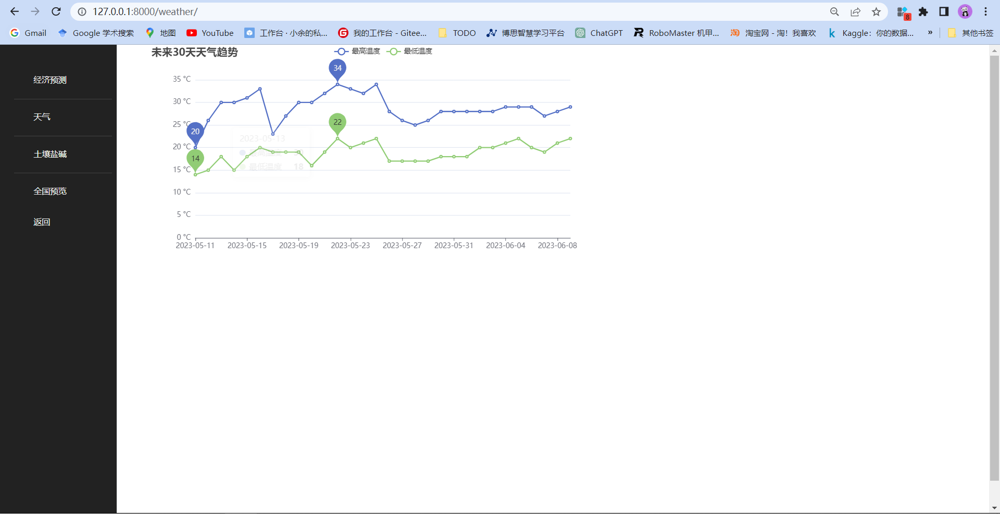 127.0.0.1:8000/weather/
8
Gmail
Google 学术搜索
地图
YouTube
工作台 · 小余的私...
我的工作台 - Gitee...
TODO
博思智慧学习平台
ChatGPT
RoboMaster 机甲...
淘宝网 - 淘！我喜欢
Kaggle：你的数据...
»
其他书签
经济预测
天气
土壤盐碱
全国预览
返回
未来30天天气趋势
最高温度
最低温度
35 °C
30 °C
25 °C
20 °C
15 °C
10 °C
5 °C
0 °C
34
20
22
14
2023-05-13
最高温度 30
最低温度 18
2023-05-11
2023-05-15
2023-05-19
2023-05-23
2023-05-27
2023-05-31
2023-06-04
2023-06-08